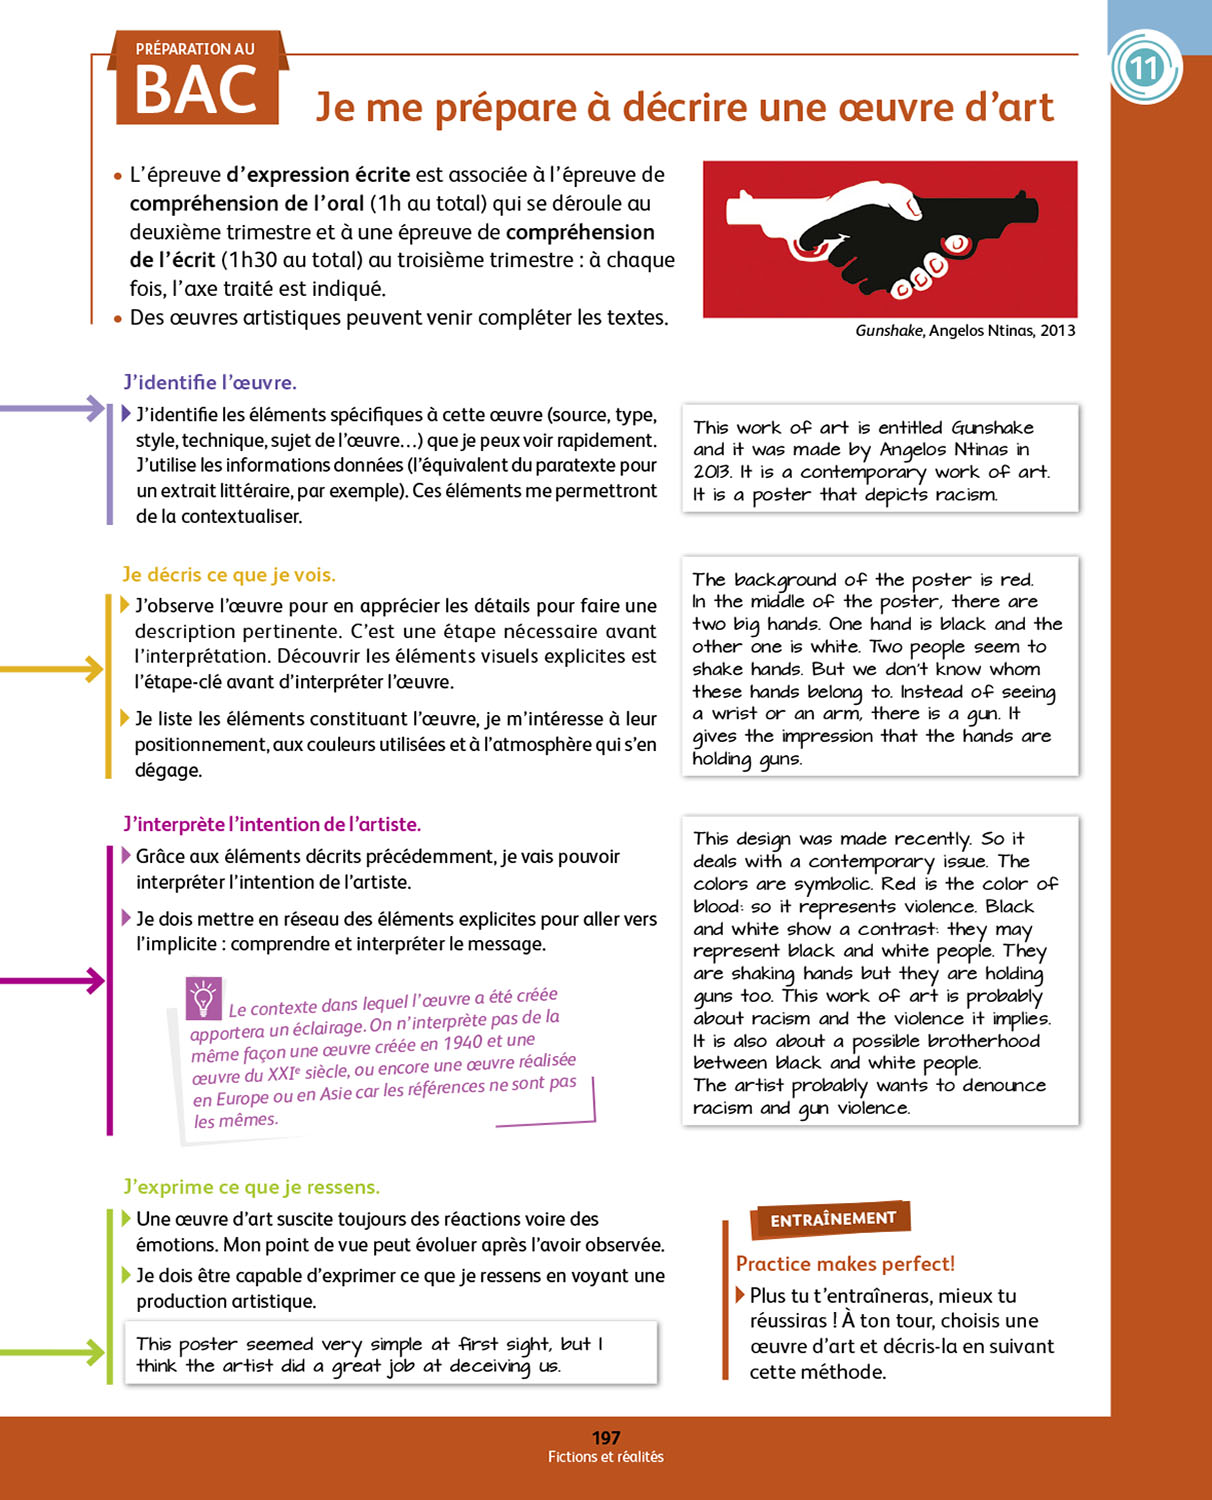 PRÉPARATION AU
BAC
11
Je me prépare à décrire une œuvre d’art
• L’épreuve d’expression écrite est associée à l’épreuve de
compréhension de l’oral (1h au total) qui se déroule au
deuxième trimestre et à une épreuve de compréhension
de l’écrit (1h30 au total) au troisième trimestre : à chaque
fois, l’axe traité est indiqué.
• Des œuvres artistiques peuvent venir compléter les textes.
Gunshake, Angelos Ntinas, 2013
J’identifie l’œuvre.
J’identifie les éléments spécifiques à cette œuvre (source, type,
style, technique, sujet de l’œuvre…) que je peux voir rapidement.
J’utilise les informations données (l’équivalent du paratexte pour
un extrait littéraire, par exemple). Ces éléments me permettront
de la contextualiser.
This work of art is entitled Gunshake
and it was made by Angelos Ntinas in
2013. It is a contemporary work of art.
It is a poster that depicts racism.
Je décris ce que je vois.
J’observe l’œuvre pour en apprécier les détails pour faire une
description pertinente. C’est une étape nécessaire avant
l’interprétation. Découvrir les éléments visuels explicites est
l’étape-clé avant d’interpréter l’œuvre.
Je liste les éléments constituant l’œuvre, je m’intéresse à leur
positionnement, aux couleurs utilisées et à l’atmosphère qui s’en
dégage.
The background of the poster is red.
In the middle of the poster, there are
two big hands. One hand is black and the
other one is white. Two people seem to
shake hands. But we don’t know whom
these hands belong to. Instead of seeing
a wrist or an arm, there is a gun. It
gives the impression that the hands are
holding guns.
J’interprète l’intention de l’artiste.
Grâce aux éléments décrits précédemment, je vais pouvoir
interpréter l’intention de l’artiste.
Je dois mettre en réseau des éléments explicites pour aller vers
l’implicite : comprendre et interpréter le message.
Le contexte dans lequel l’œuvre a été créée
apportera un éclairage. On n’interprète pas de la
même façon une œuvre créée en 1940 et une
œuvre du XXIe siècle, ou encore une œuvre réalisée
en Europe ou en Asie car les références ne sont pas
les mêmes.
This design was made recently. So it
deals with a contemporary issue. The
colors are symbolic. Red is the color of
blood: so it represents violence. Black
and white show a contrast: they may
represent black and white people. They
are shaking hands but they are holding
guns too. This work of art is probably
about racism and the violence it implies.
It is also about a possible brotherhood
between black and white people.
The artist probably wants to denounce
racism and gun violence.
J’exprime ce que je ressens.
Une œuvre d’art suscite toujours des réactions voire des
émotions. Mon point de vue peut évoluer après l’avoir observée.
Je dois être capable d’exprimer ce que je ressens en voyant une
production artistique.
This poster seemed very simple at first sight, but I
think the artist did a great job at deceiving us.
ENTRAÎNEMENT
Practice makes perfect!
Plus tu t’entraîneras, mieux tu
réussiras ! À ton tour, choisis une
œuvre d’art et décris-la en suivant
cette méthode.
197
Fictions et réalités